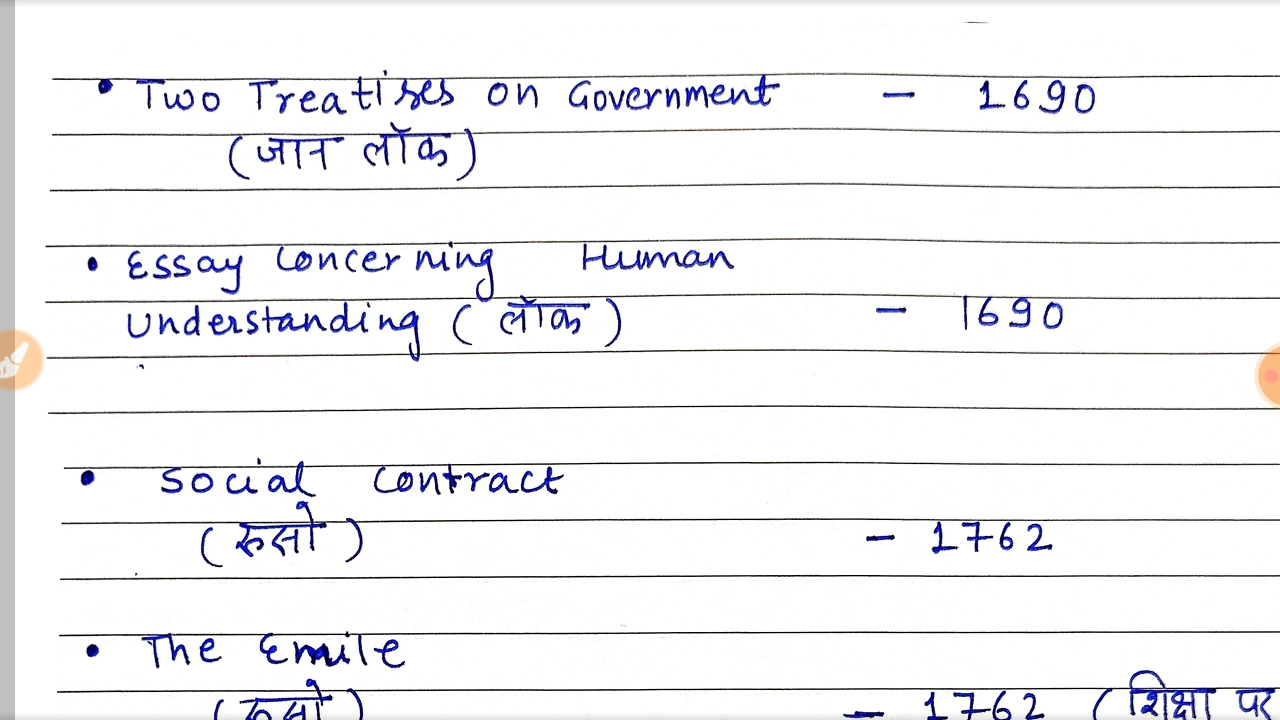 • Two Treatises on Government - 1690
(जान लॉक)
• Essay Concerning Human
Understanding (लॉक) - 1690
• Social Contract
(रूसो) - 1762
• The Emile
(रूसो) - 1762 (शिक्षा पर